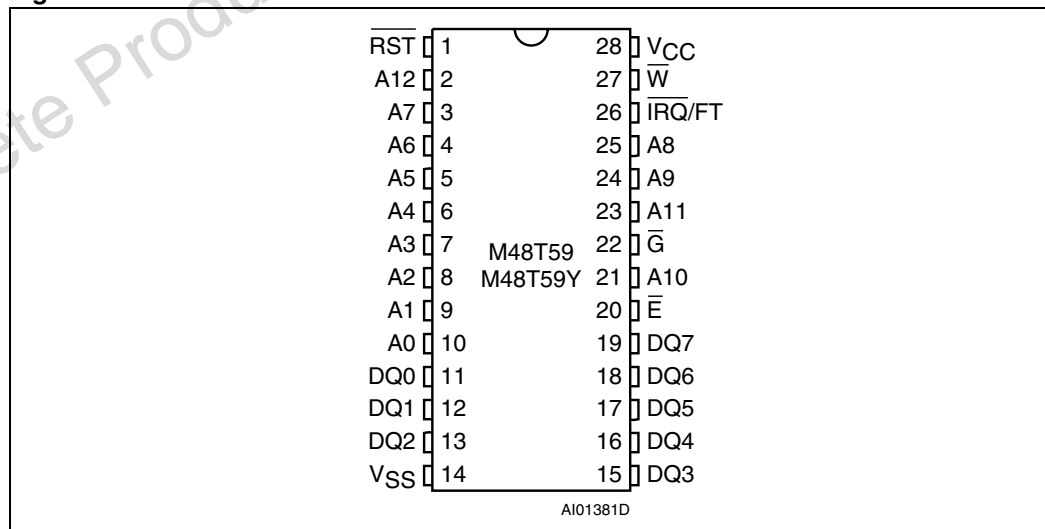 RST 1 28 VCC
A12 2 27 W
A7 3 26 IRQ/FT
A6 4 25 A8
A5 5 24 A9
A4 6 23 A11
A3 7 22 G
M48T59
A2 8 M48T59Y 21 A10
A1 9 20 E
A0 10 19 DQ7
DQ0 11 18 DQ6
DQ1 12 17 DQ5
DQ2 13 16 DQ4
VSS 14 15 DQ3
AI01381D